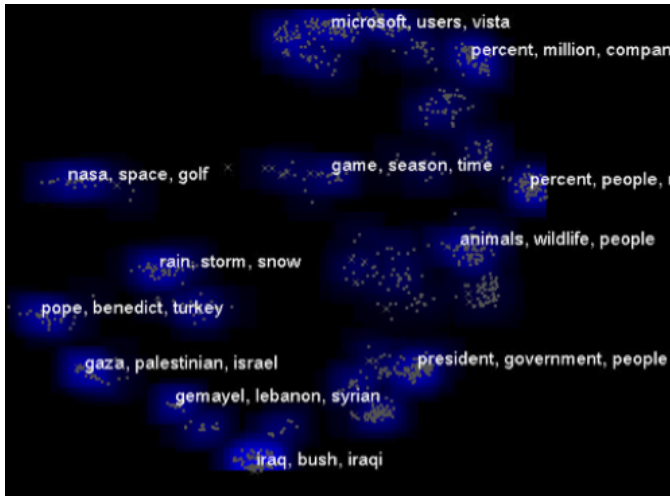 microsoft, users, vista
percent, million, compan
game, season, time
nasa, space, golf
percent, people,
animals, wildlife, people
rain, storm, snow
pope, benedict, turkey
gaza, palestinian, israel
president, government, people
gemayel, lebanon, syrian
iraq, bush, iraqi